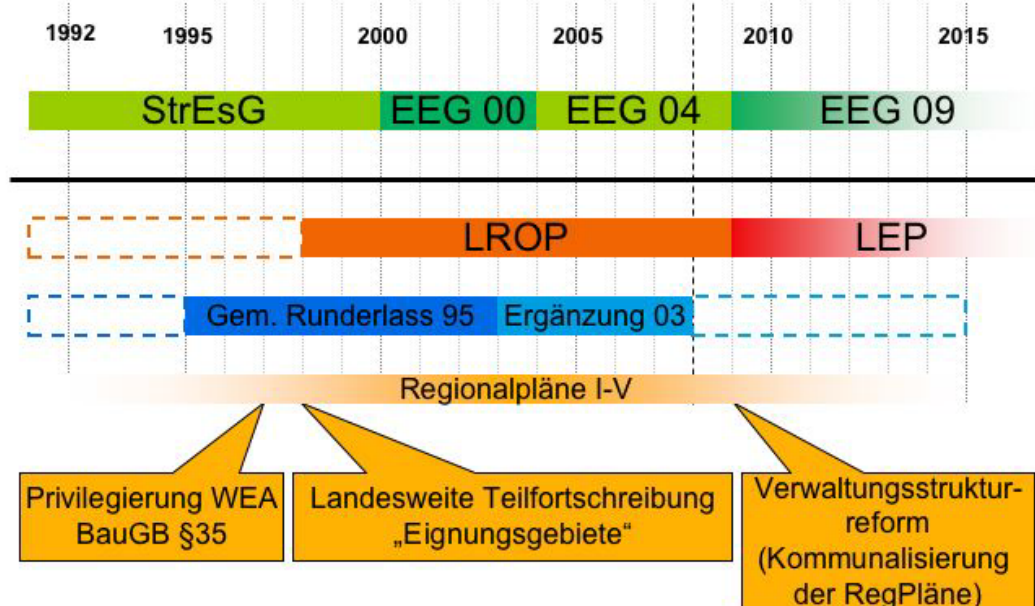 1992 1995 2000 2005 2010 2015
StrEsG EEG 00 EEG 04 EEG 09
LROP LEP
Gem. Runderlass 95 Ergänzung 03
Regionalpläne I-V
Privilegierung WEA
BauGB §35
Landesweite Teilfortschreibung
„Eignungsgebiete“
Verwaltungsstruktur-
reform
(Kommunalisierung
der RegPläne)